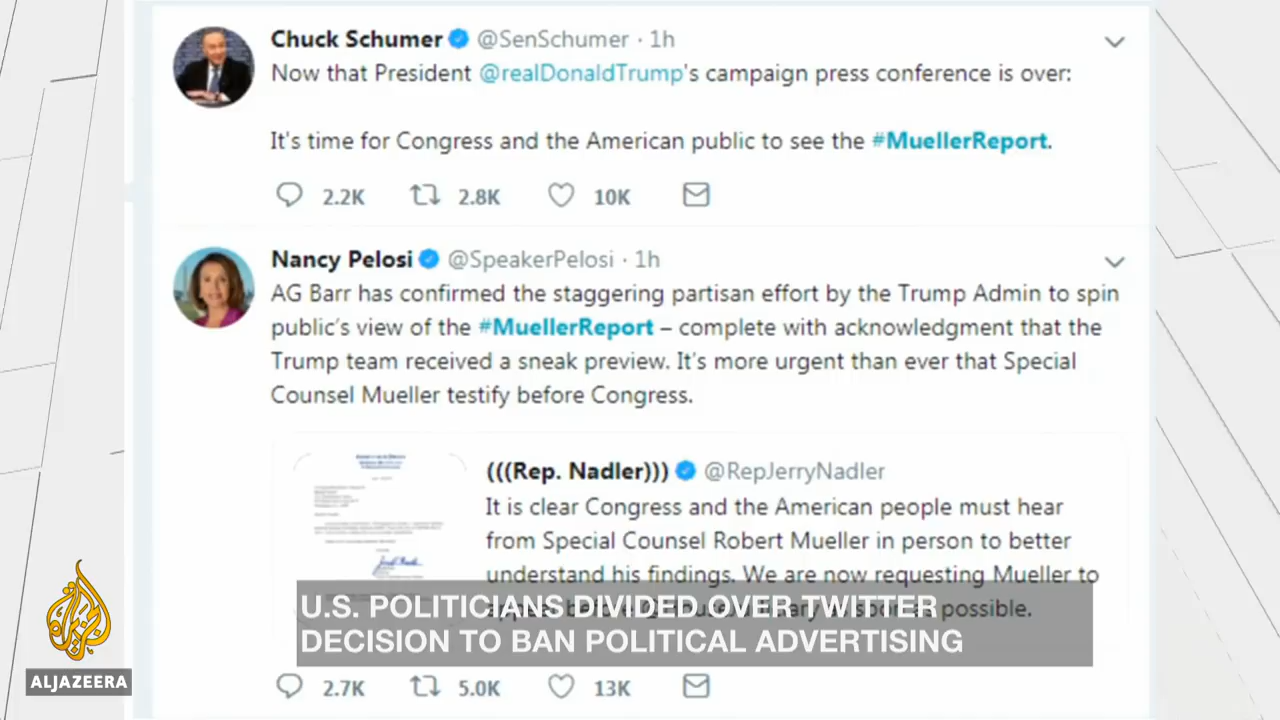 Chuck Schumer @SenSchumer · 1h
Now that President @realDonaldTrump's campaign press conference is over:
It's time for Congress and the American public to see the #MuellerReport.
2.2K 2.8K 10K
Nancy Pelosi @SpeakerPelosi · 1h
AG Barr has confirmed the staggering partisan effort by the Trump Admin to spin
public's view of the #MuellerReport – complete with acknowledgment that the
Trump team received a sneak preview. It's more urgent than ever that Special
Counsel Mueller testify before Congress.
(((Rep. Nadler))) @RepJerryNadler
It is clear Congress and the American people must hear
from Special Counsel Robert Mueller in person to better
understand his findings. We are now requesting Mueller to
possible.
U.S. POLITICIANS DIVIDED OVER TWITTER
DECISION TO BAN POLITICAL ADVERTISING
2.7K 5.0K 13K
ALJAZEERA